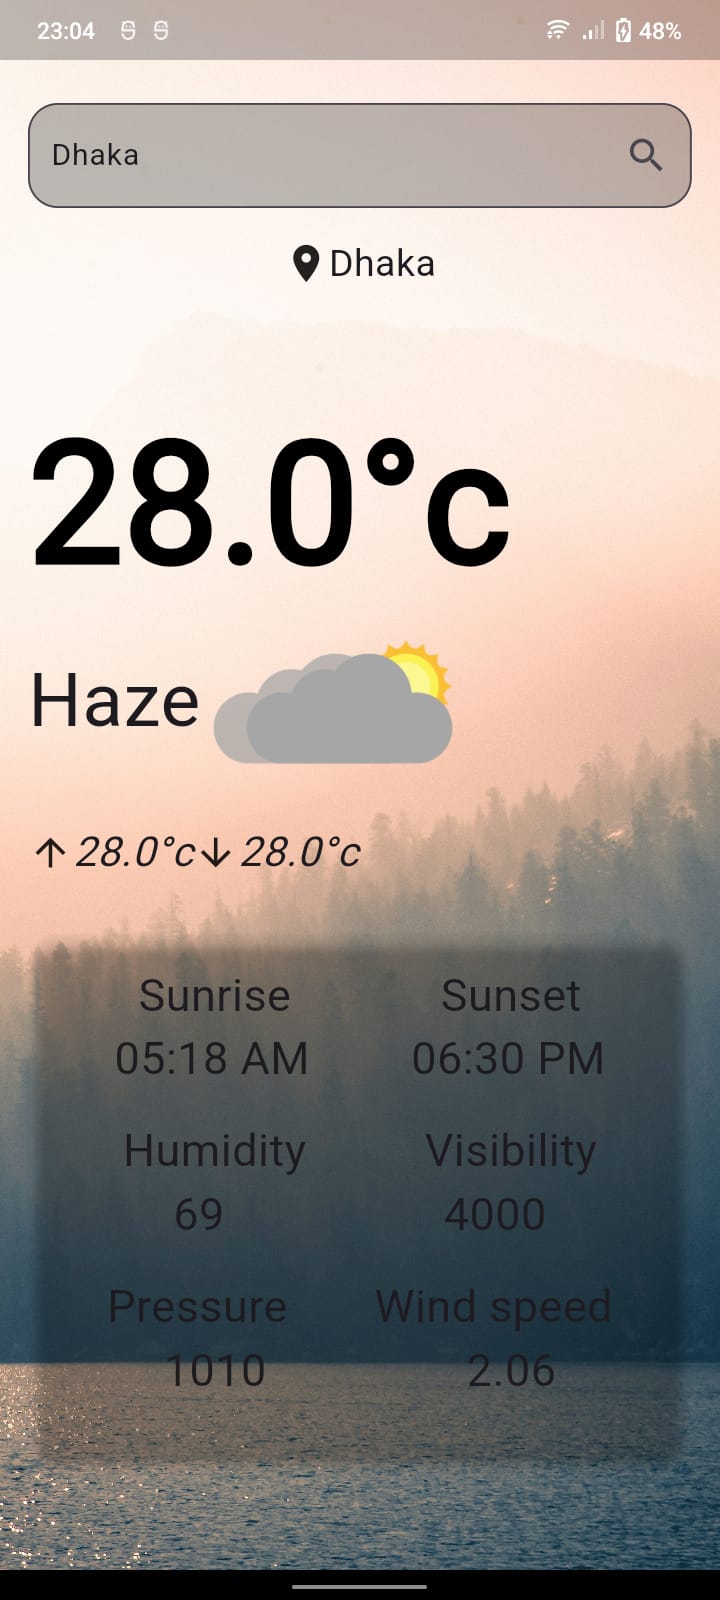 23:04 48%
Dhaka
Dhaka
28.0°c
Haze
↑ 28.0°c↓ 28.0°c
Sunrise Sunset
05:18 AM 06:30 PM
Humidity Visibility
69 4000
Pressure Wind speed
1010 2.06